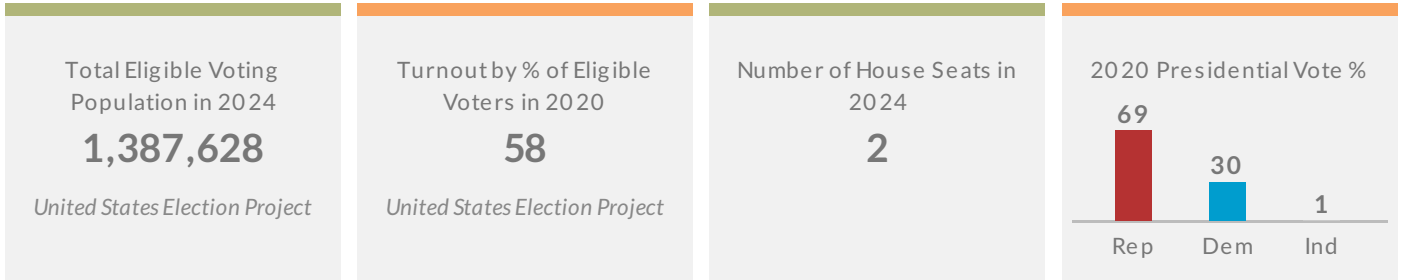 Total Eligible Voting
Population in 2024
1,387,628
United States Election Project
Turnout by % of Eligible
Voters in 2020
58
United States Election Project
Number of House Seats in
2024
2
2020 Presidential Vote %
69
30
1
Rep Dem Ind